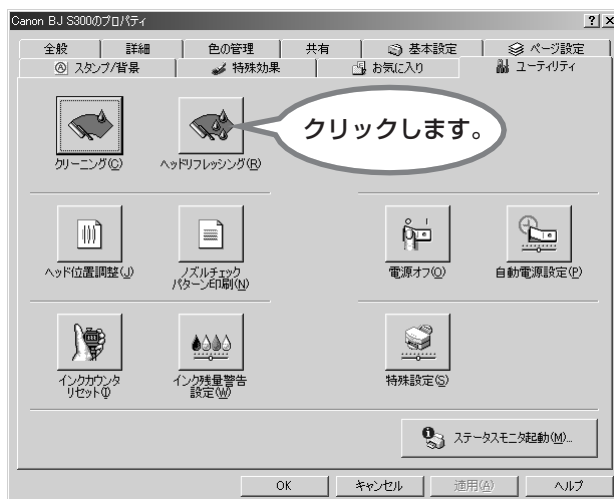 Canon BJ S300のプロパティ
全般 詳細 色の管理 共有 基本設定 ページ設定
スタンプ/背景 特殊効果 お気に入り ユーティリティ
クリックします。
クリーニング(C) ヘッドリフレッシング(R)
ヘッド位置調整(J) ノズルチェック
パターン印刷(N) 電源オフ(O) 自動電源設定(P)
インクカウンタ
リセット(I) インク残量警告
設定(W) 特殊設定(S)
ステータスモニタ起動(M)...
OK キャンセル 適用(A) ヘルプ